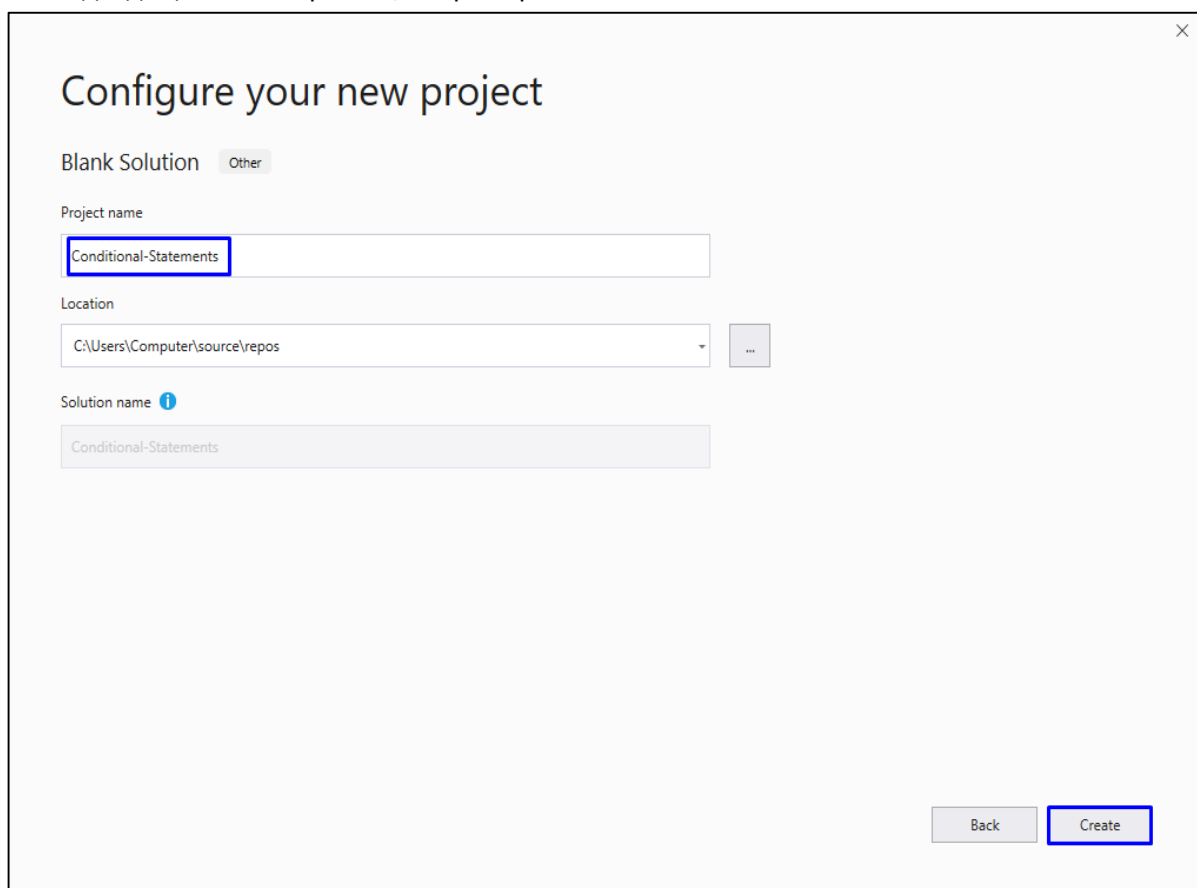 Configure your new project
Blank Solution Other
Project name
Conditional-Statements
Location
C:\Users\Computer\source\repos
...
Solution name
Conditional-Statements
Back Create